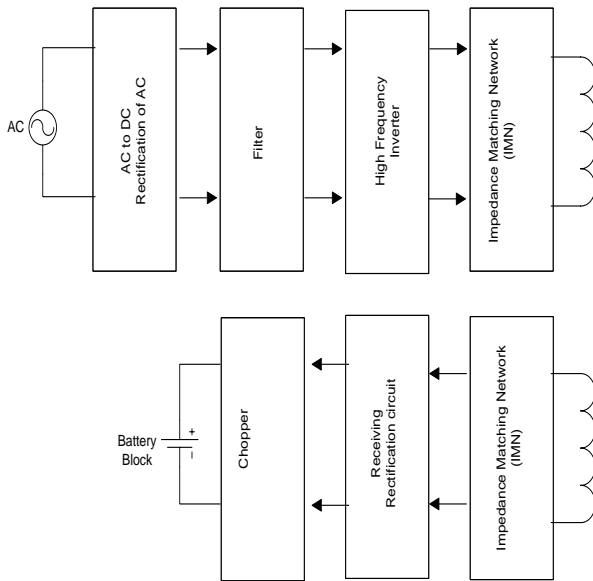 AC
AC to DC
Rectification of AC
Filter
High Frequency
Inverter
Impedance Matching Network
(IMN)
Battery
Block
+
−
Chopper
Receiving
Rectification circuit
Impedance Matching Network
(IMN)